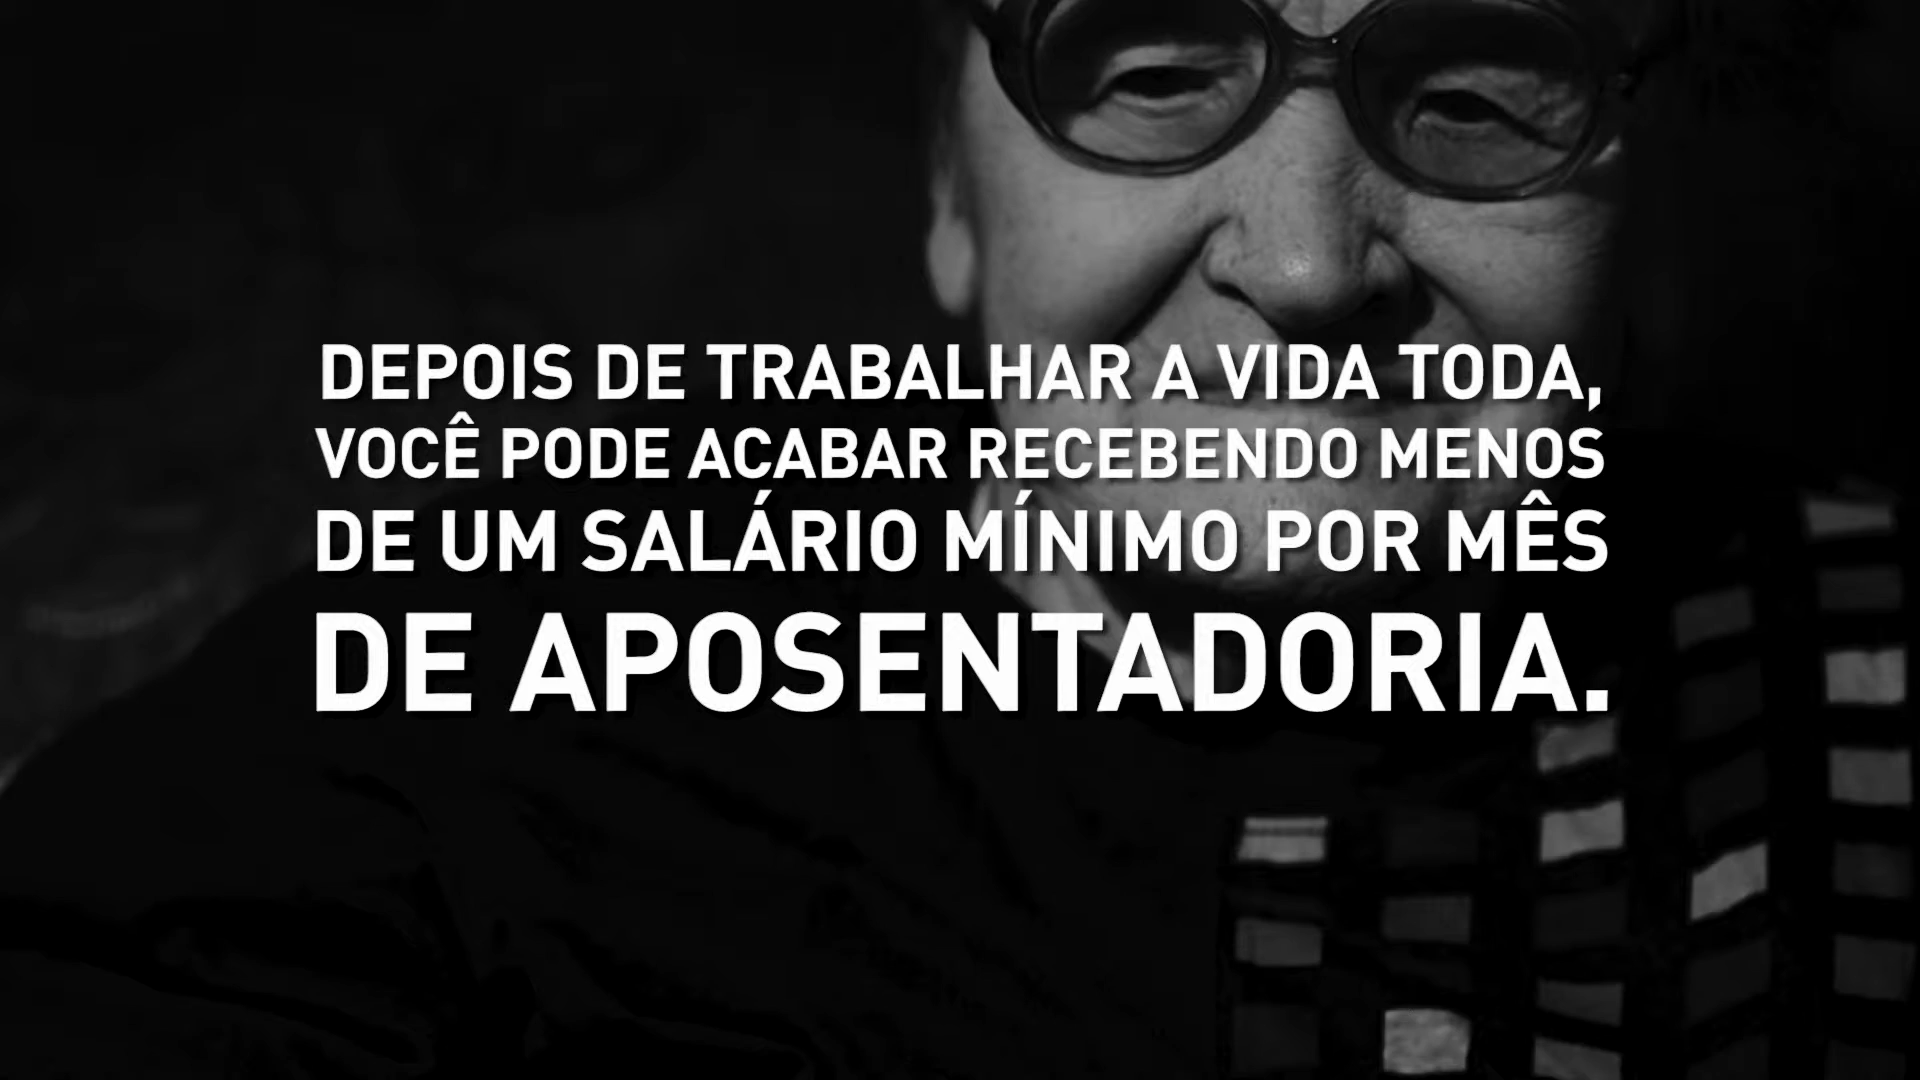 DEPOIS DE TRABALHAR A VIDA TODA,
VOCÊ PODE ACABAR RECEBENDO MENOS
DE UM SALÁRIO MÍNIMO POR MÊS
DE APOSENTADORIA.